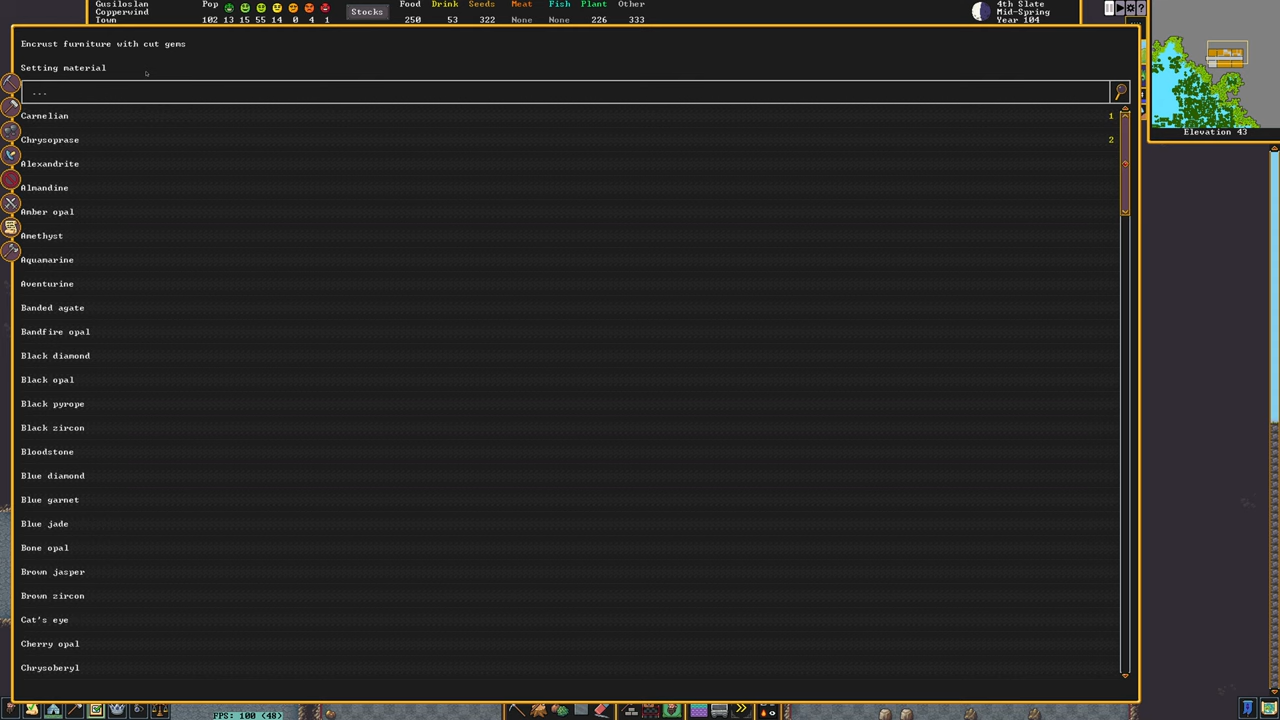 Gusiloslan Pop Food Drink Seeds Meat Fish Plant Other 4th Slate
Copperwind Stocks Mid-Spring
Town 102 13 15 55 14 0 4 1 250 53 322 None None 226 333 Year 104
Encrust furniture with cut gems
Setting material
...
Carnelian 1
Chrysoprase 2
Alexandrite
Almandine
Amber opal
Amethyst
Aquamarine
Aventurine
Banded agate
Bandfire opal
Black diamond
Black opal
Black pyrope
Black zircon
Bloodstone
Blue diamond
Blue garnet
Blue jade
Bone opal
Brown jasper
Brown zircon
Cat's eye
Cherry opal
Chrysoberyl
Elevation 43
FPS: 100 (48)